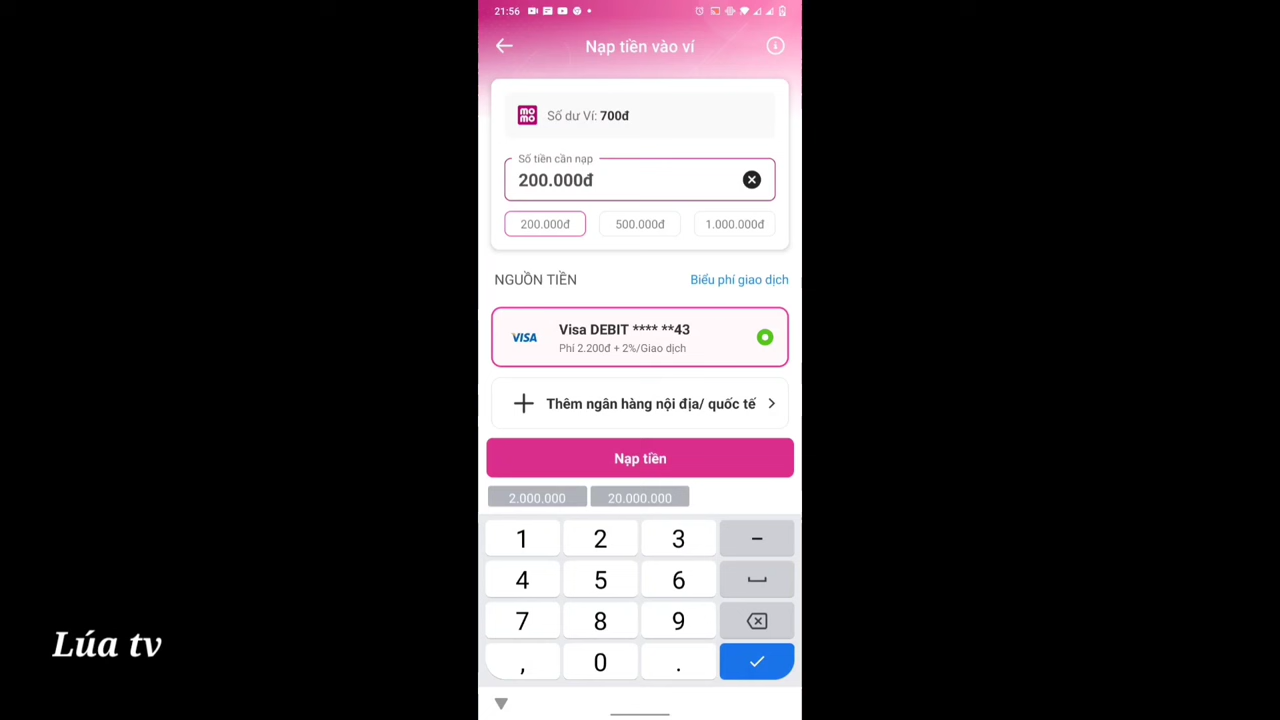 21:56
Nạp tiền vào ví
mo
mo
Số dư Ví: 700đ
Số tiền cần nạp
200.000đ
200.000đ 500.000đ 1.000.000đ
NGUỒN TIỀN Biểu phí giao dịch
VISA
Visa DEBIT **** **43
Phí 2.200đ + 2%/Giao dịch
Thêm ngân hàng nội địa/ quốc tế
Nạp tiền
2.000.000 20.000.000
1 2 3 -
4 5 6
7 8 9
, 0 .
Lúa tv